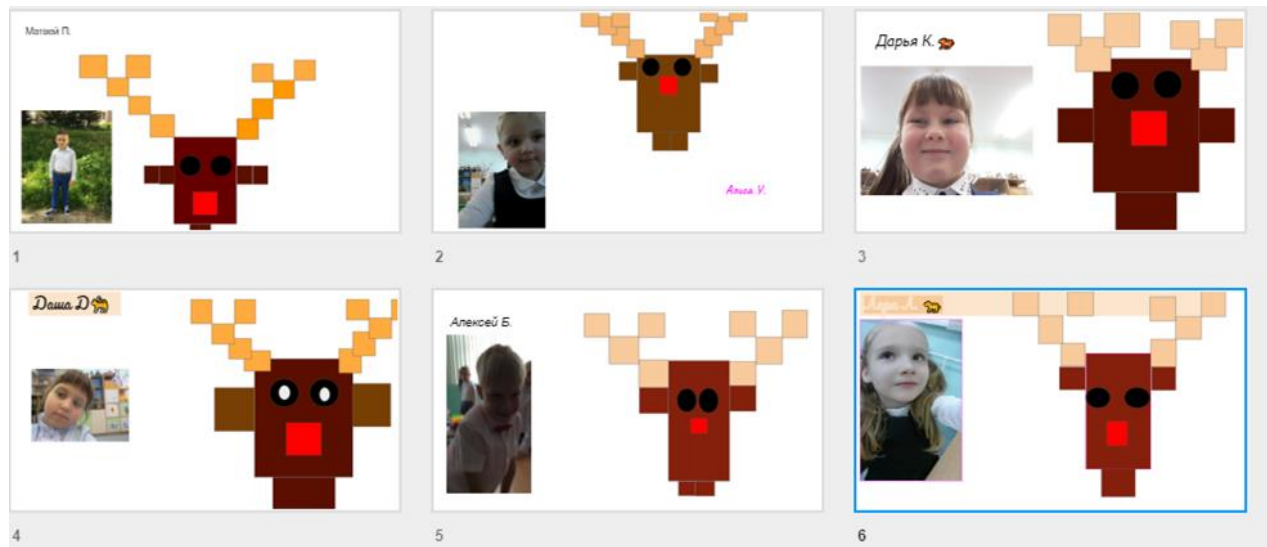 Матвей П.
Алиса У.
Дарья К.
1
2
3
Даша Д
Алексей Б.
Л.
4
5
6